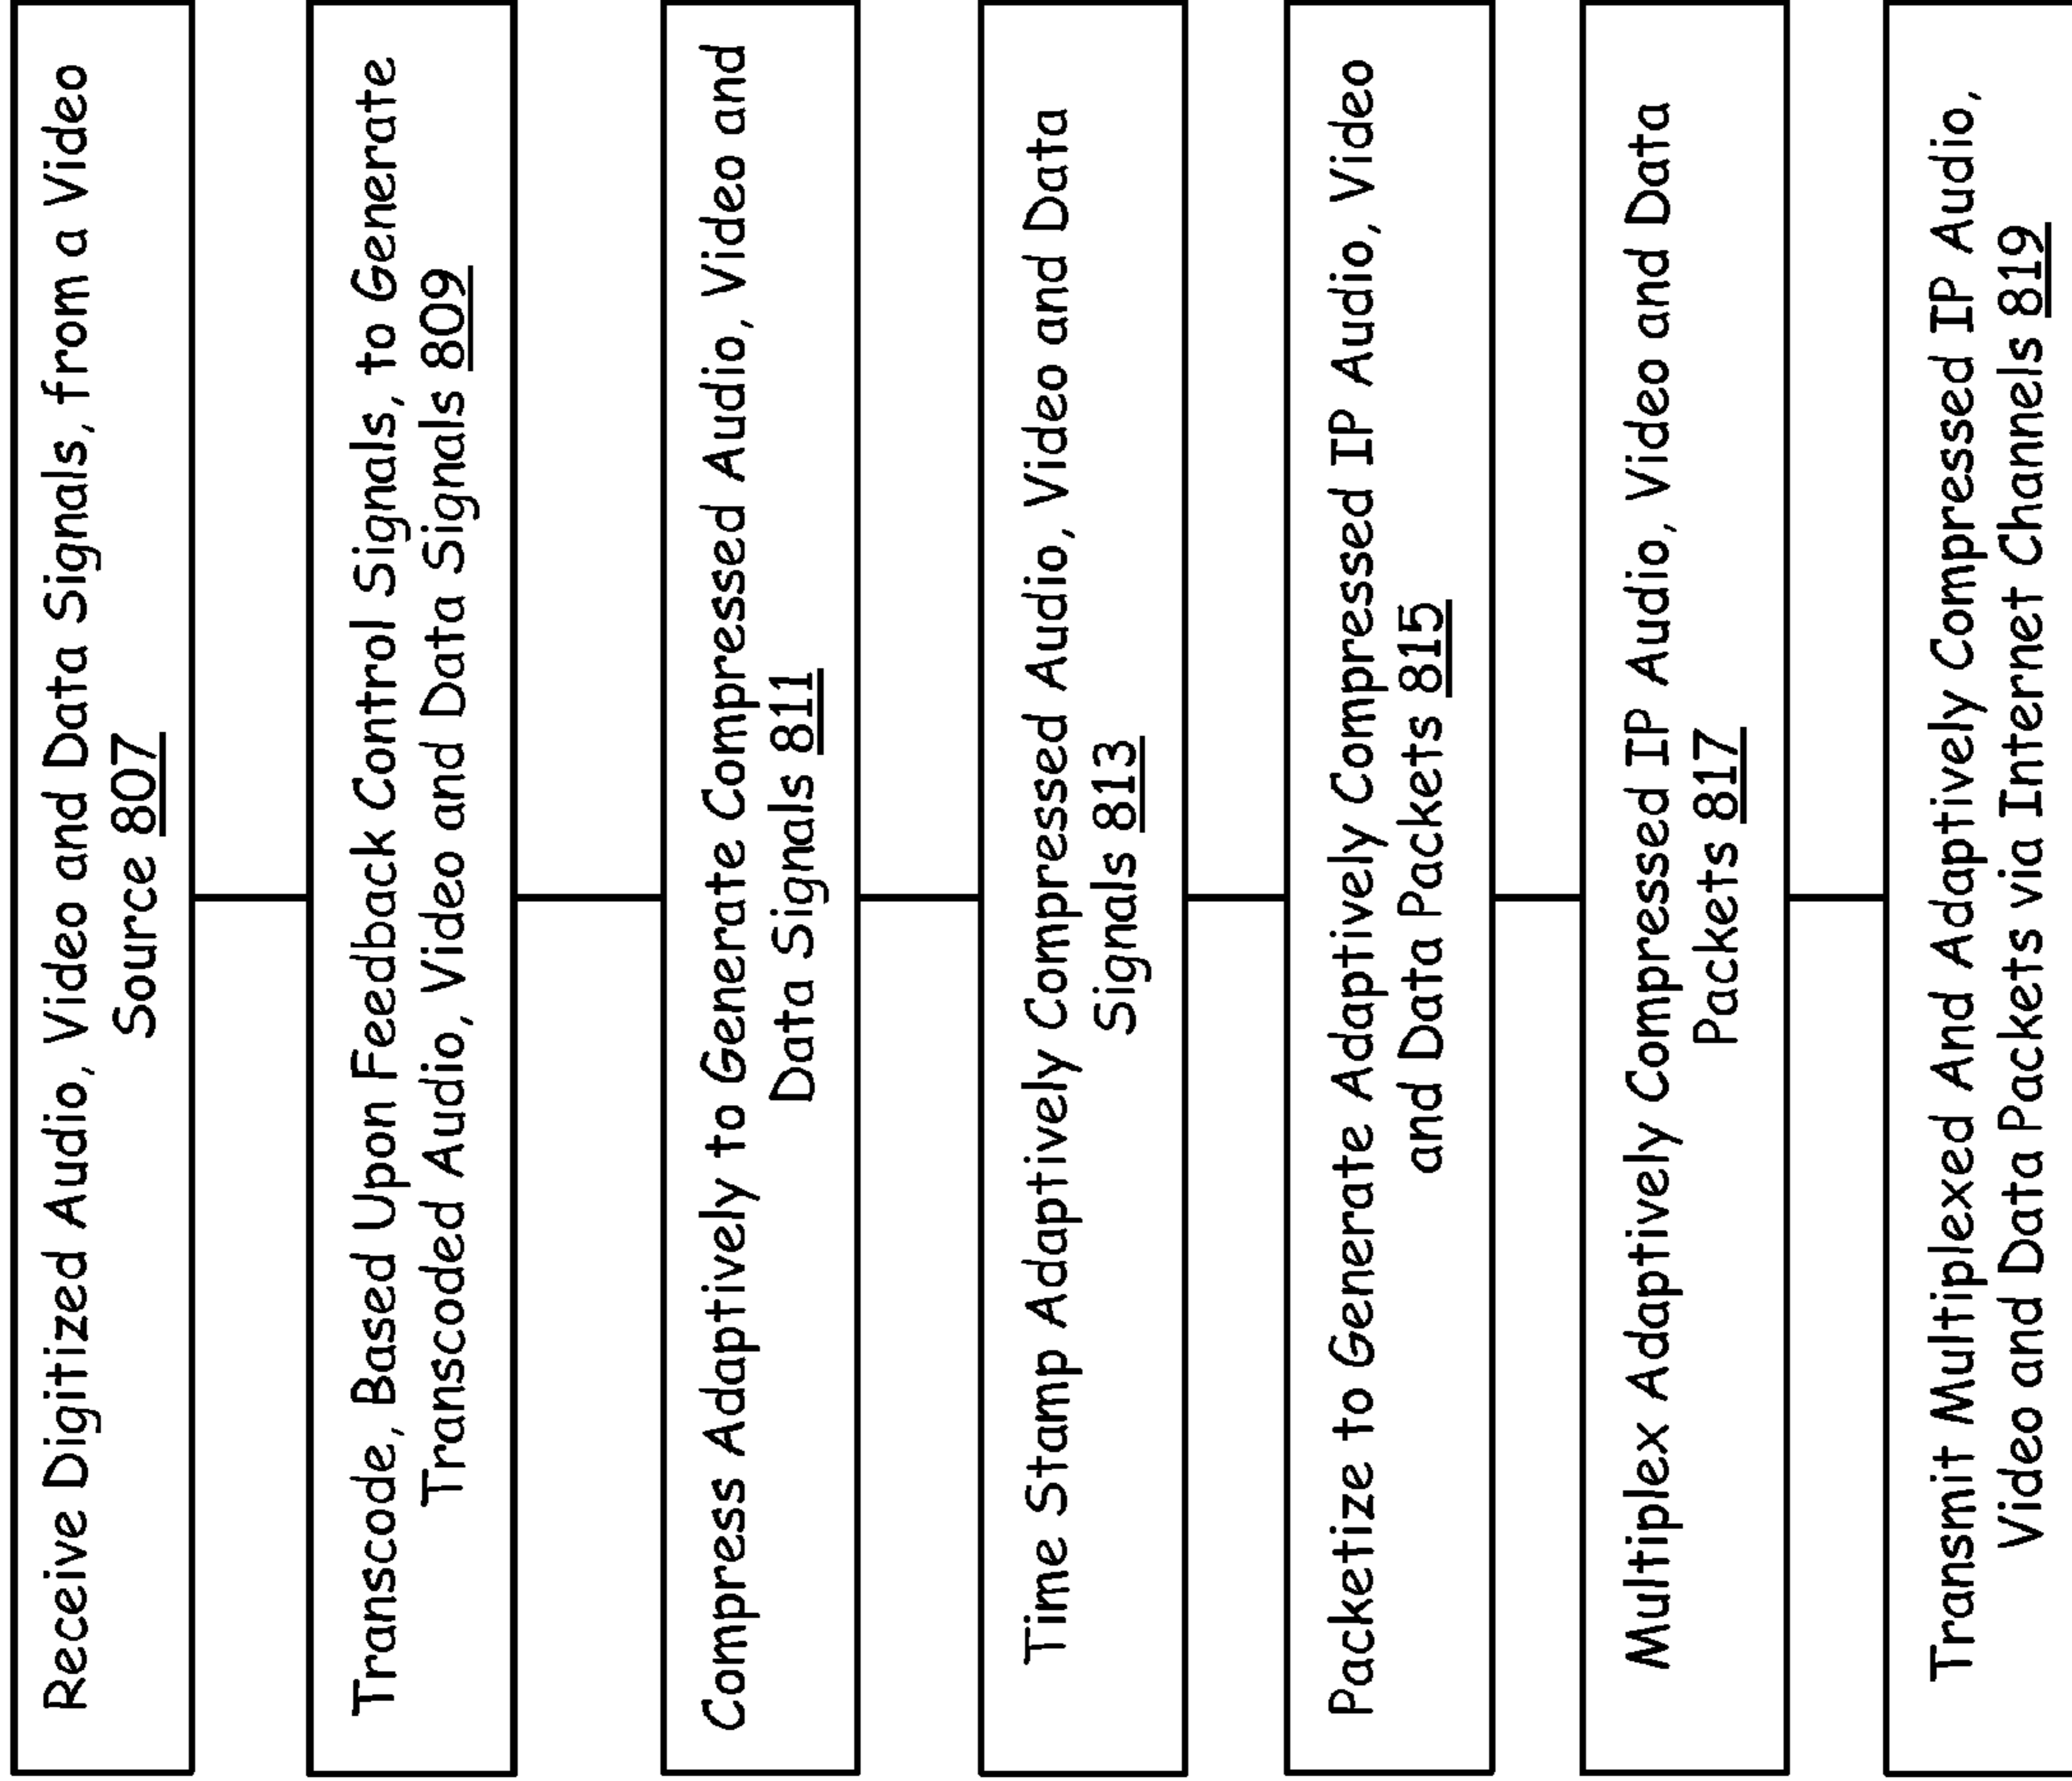 Receive Digitized Audio, Video and Data Signals, from a Video
Source 807
Transcode, Based Upon Feedback Control Signals, to Generate
Transcoded Audio, Video and Data Signals 809
Compress Adaptively to Generate Compressed Audio, Video and
Data Signals 811
Time Stamp Adaptively Compressed Audio, Video and Data
Signals 813
Packetize to Generate Adaptively Compressed IP Audio, Video
and Data Packets 815
Multiplex Adaptively Compressed IP Audio, Video and Data
Packets 817
Transmit Multiplexed And Adaptively Compressed IP Audio,
Video and Data Packets via Internet Channels 819